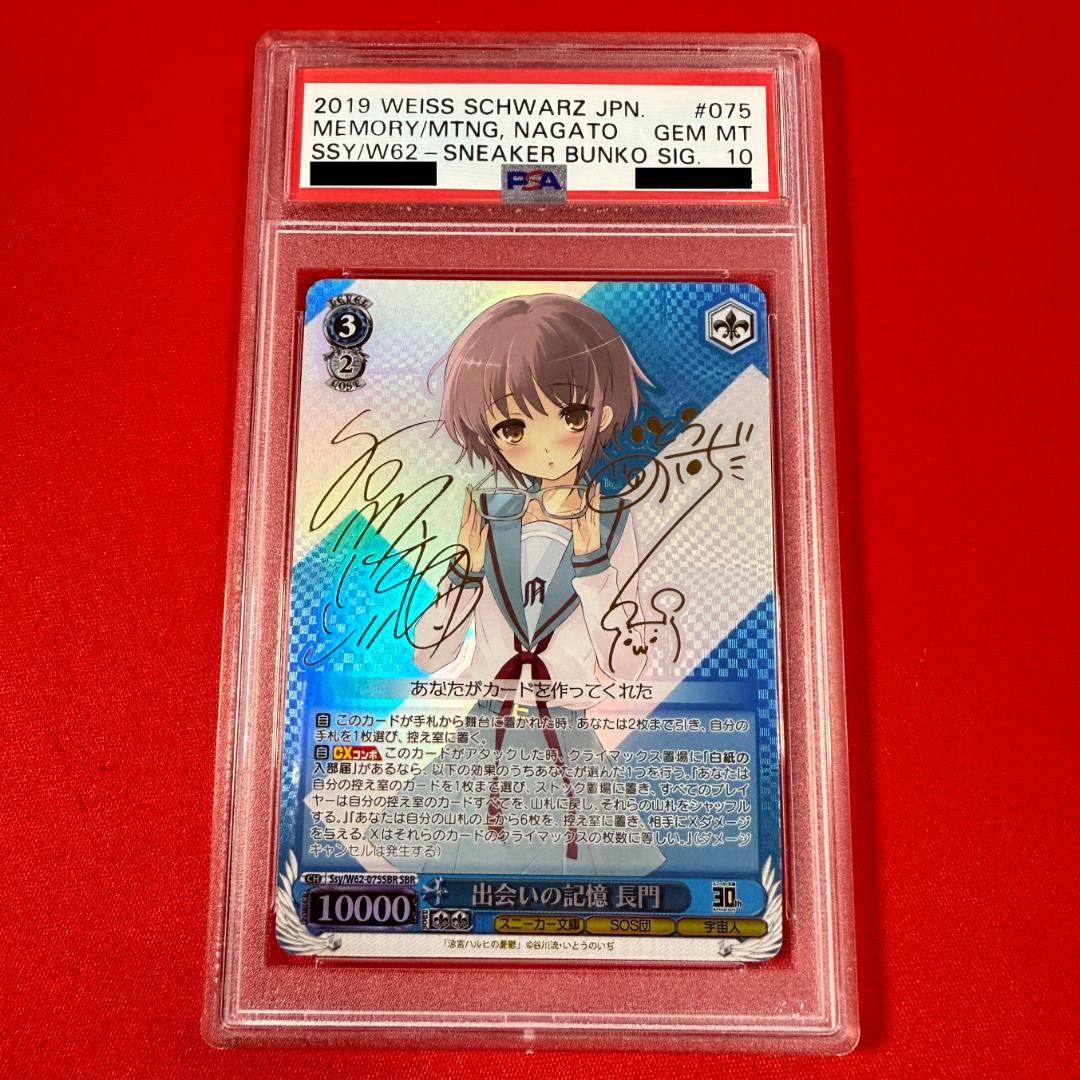 2019 WEISS SCHWARZ JPN. #075
MEMORY/MTNG, NAGATO GEM MT
SSY/W62-SNEAKER BUNKO SIG. 10
PSA
LEVEL
3
2
COST
いとうのいぢ
あなたがカードを作ってくれた
自 このカードが手札から舞台に置かれた時、あなたは2枚まで引き、自分の
手札を1枚選び、控え室に置く。
自 CXコンボ このカードがアタックした時、クライマックス置場に「白紙の
入部届」があるなら、以下の効果のうちあなたが選んだ1つを行う。『あなたは
自分の控え室のカードを1枚まで選び、ストック置場に置き、すべてのプレイ
ヤーは自分の控え室のカードすべてを、山札に戻し、それらの山札をシャッフル
する。』『あなたは自分の山札の上から6枚を、控え室に置き、相手にXダメージ
を与える。Xはそれらのカードのクライマックスの枚数に等しい。』(ダメージ
キャンセルは発生する)
CH Ssy/W62-075SBR SBR
POWER 10000 SOUL 出会いの記憶 長門 30th
スニーカー文庫 SOS団 宇宙人
「涼宮ハルヒの憂鬱」 ©谷川流・いとうのいぢ